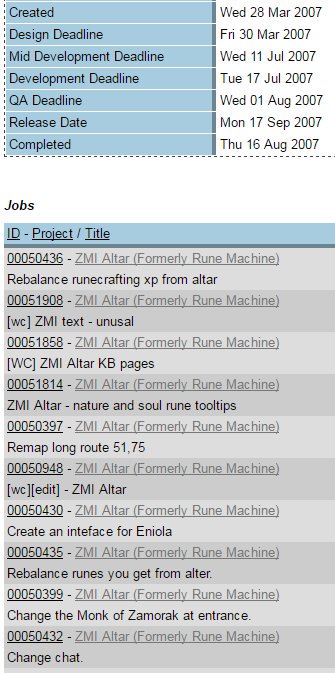 Created Wed 28 Mar 2007
Design Deadline Fri 30 Mar 2007
Mid Development Deadline Wed 11 Jul 2007
Development Deadline Tue 17 Jul 2007
QA Deadline Wed 01 Aug 2007
Release Date Mon 17 Sep 2007
Completed Thu 16 Aug 2007
Jobs
ID - Project / Title
00050436 - ZMI Altar (Formerly Rune Machine)
Rebalance runecrafting xp from altar
00051908 - ZMI Altar (Formerly Rune Machine)
[wc] ZMI text - unusal
00051858 - ZMI Altar (Formerly Rune Machine)
[WC] ZMI Altar KB pages
00051814 - ZMI Altar (Formerly Rune Machine)
ZMI Altar - nature and soul rune tooltips
00050397 - ZMI Altar (Formerly Rune Machine)
Remap long route 51,75
00050948 - ZMI Altar (Formerly Rune Machine)
[wc][edit] - ZMI Altar
00050430 - ZMI Altar (Formerly Rune Machine)
Create an inteface for Eniola
00050435 - ZMI Altar (Formerly Rune Machine)
Rebalance runes you get from alter.
00050399 - ZMI Altar (Formerly Rune Machine)
Change the Monk of Zamorak at entrance.
00050432 - ZMI Altar (Formerly Rune Machine)
Change chat.